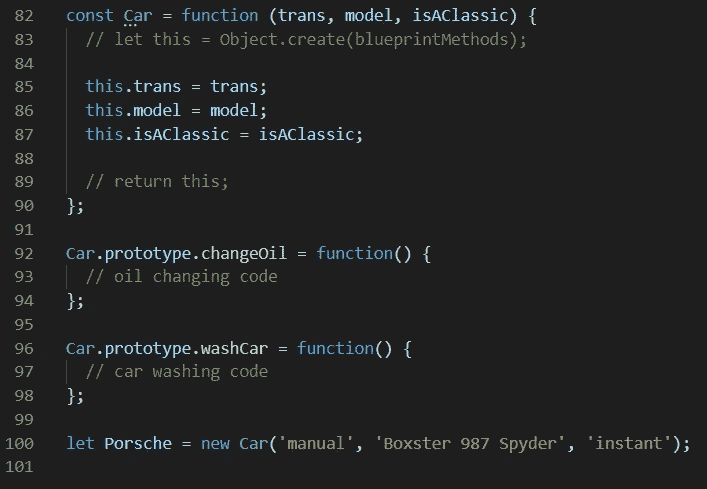 82 const Car = function (trans, model, isAClassic) {
83 // let this = Object.create(blueprintMethods);
84
85 this.trans = trans;
86 this.model = model;
87 this.isAClassic = isAClassic;
88
89 // return this;
90 };
91
92 Car.prototype.changeOil = function() {
93 // oil changing code
94 };
95
96 Car.prototype.washCar = function() {
97 // car washing code
98 };
99
100 let Porsche = new Car('manual', 'Boxster 987 Spyder', 'instant');
101